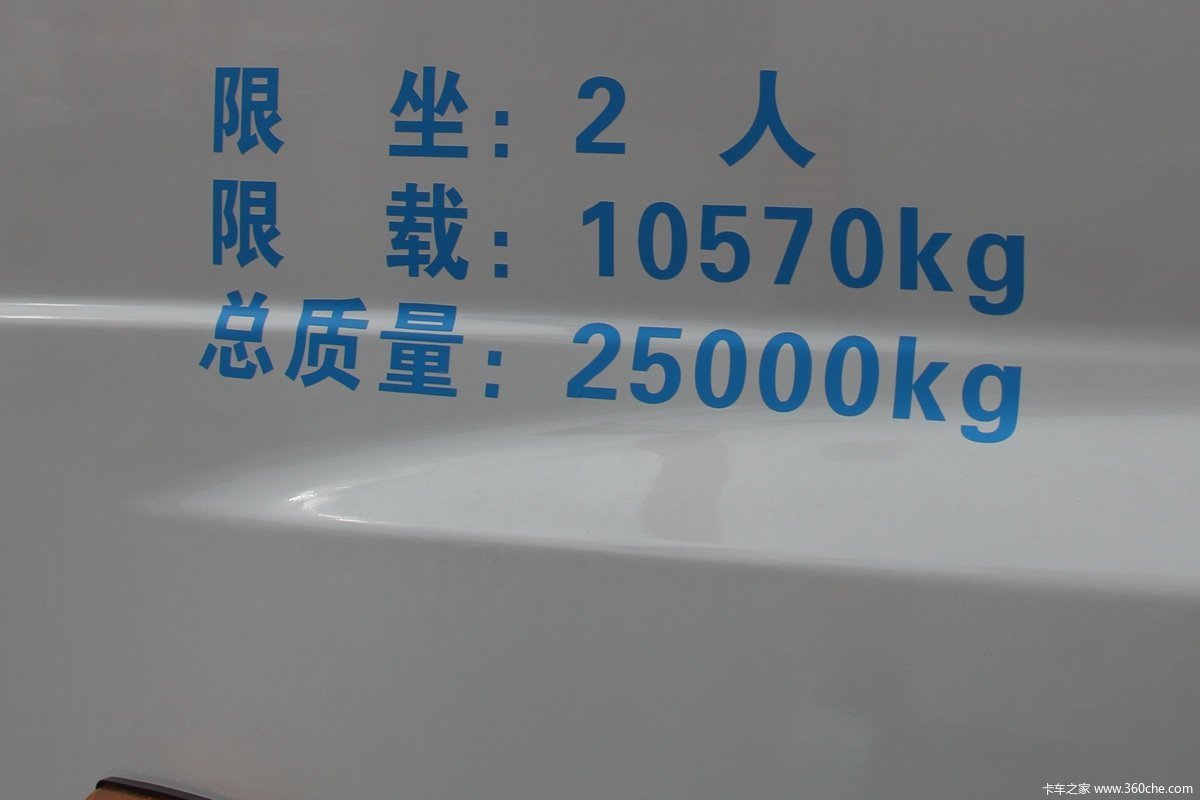 限 坐：2 人
限 载：10570kg
总质量：25000kg
卡车之家 www.360che.com